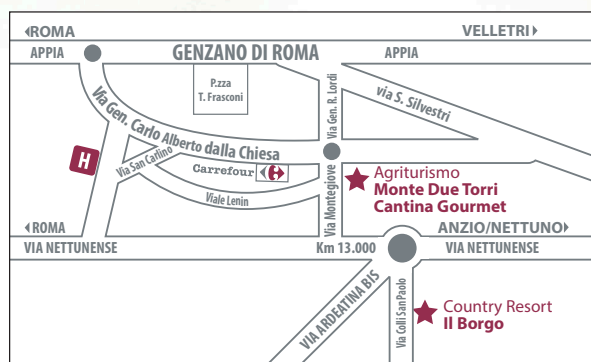 ◂ROMA
VELLETRI▸
APPIA
GENZANO DI ROMA
APPIA
P.zza
T. Frasconi
Via Gen. R. Lordi
via S. Silvestri
Via Gen. Carlo Alberto dalla Chiesa
H
Via San Carlino
Carrefour
Viale Lenin
Via Montegiove
Agriturismo
Monte Due Torri
Cantina Gourmet
◂ROMA
ANZIO/NETTUNO▸
VIA NETTUNENSE
Km 13.000
VIA NETTUNENSE
VIA ARDEATINA BIS
Via Colli San Paolo
Country Resort
Il Borgo